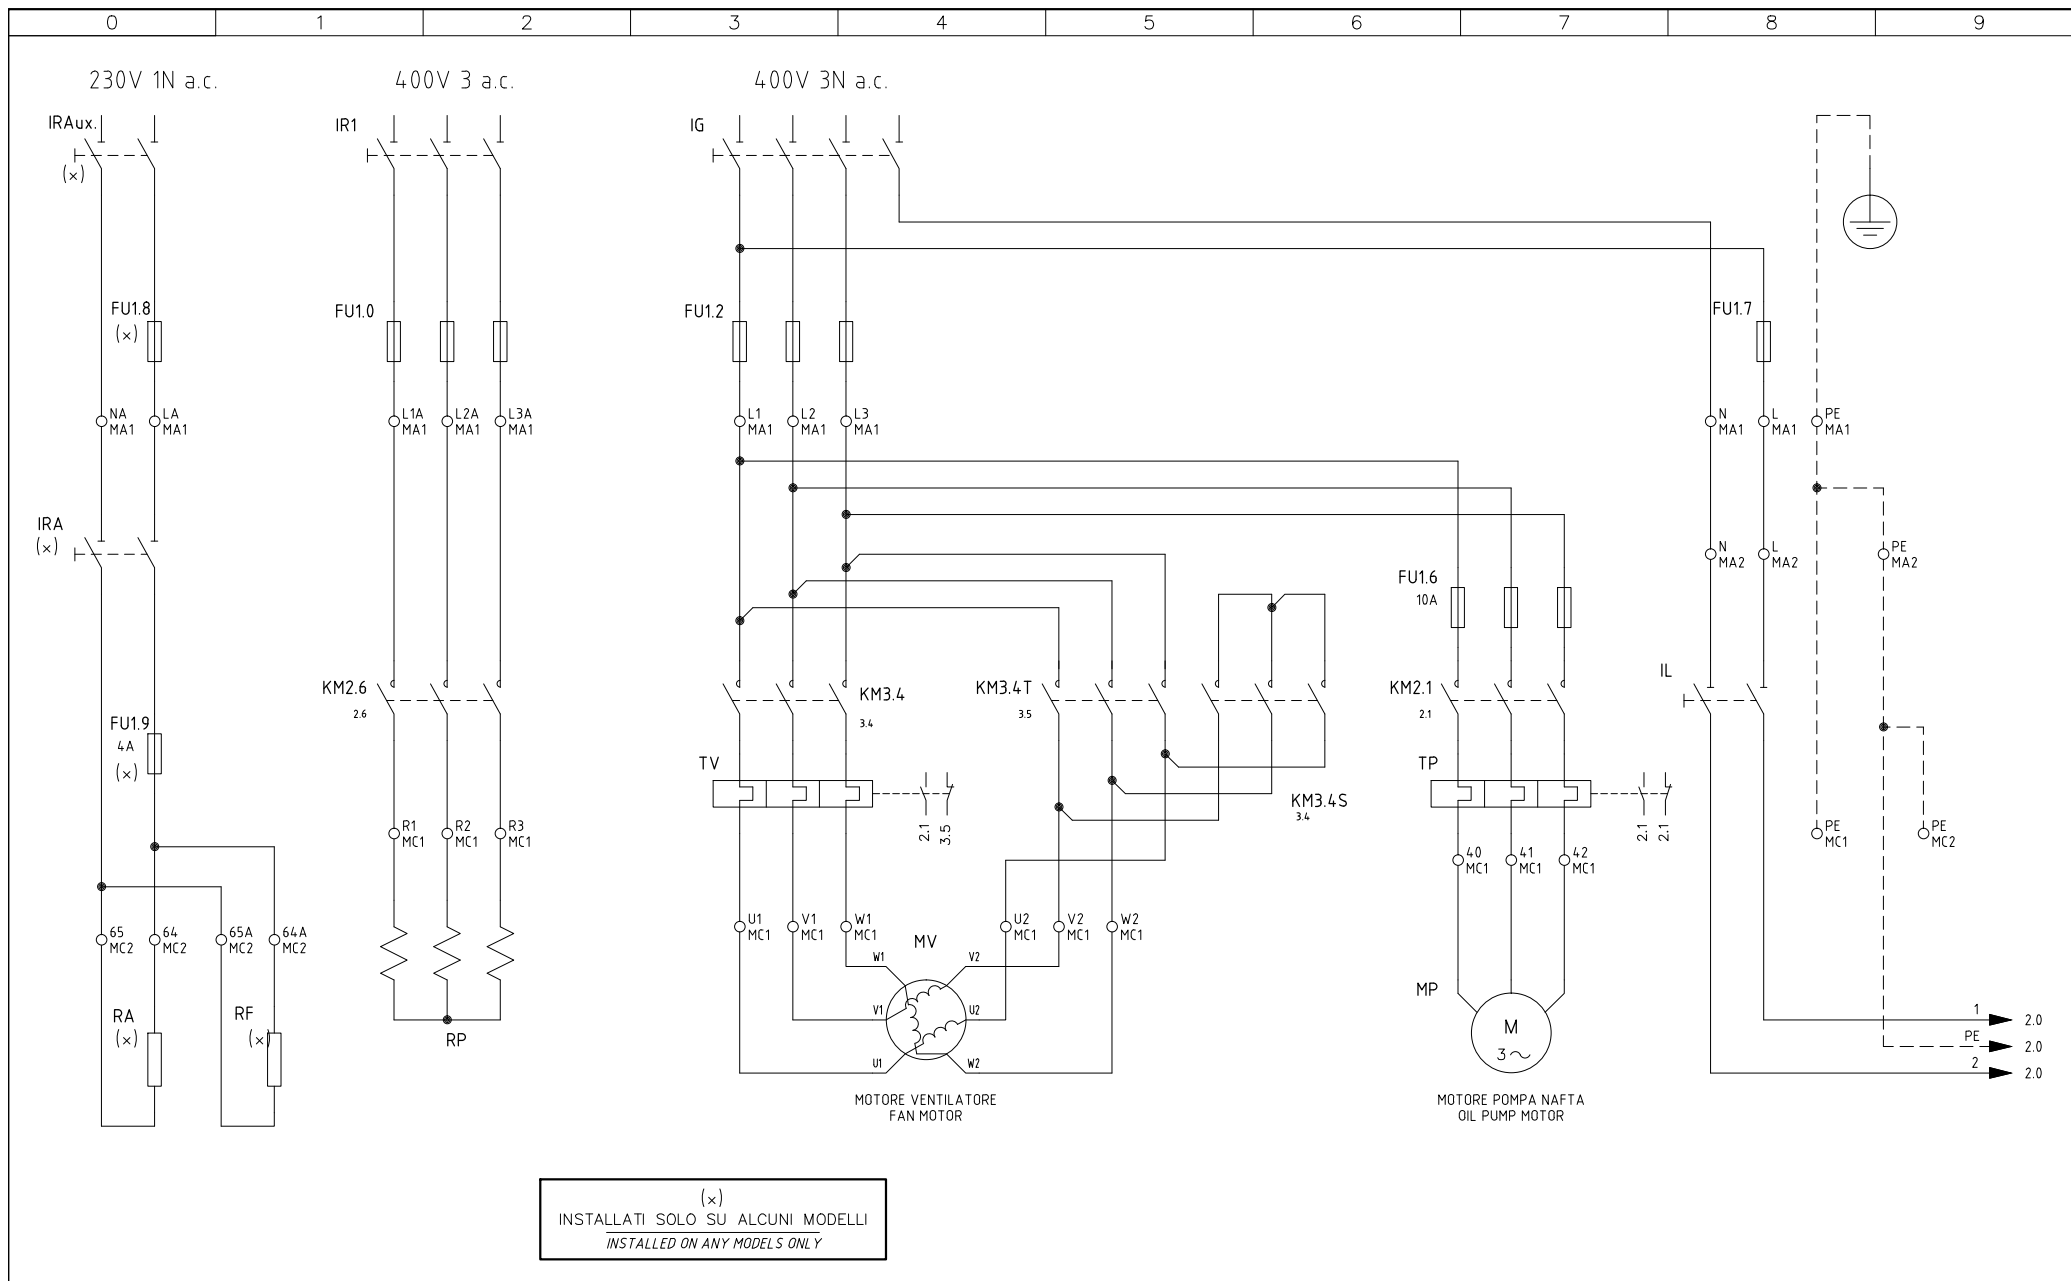 0 1 2 3 4 5 6 7 8 9
230V 1N a.c. 400V 3 a.c. 400V 3N a.c.
IRAux. IR1 IG
(x)
FU1.8 FU1.0 FU1.2 FU1.7
(x)
NA LA L1A L2A L3A L1 L2 L3 N L PE
MA1 MA1 MA1 MA1 MA1 MA1 MA1 MA1 MA1 MA1 MA1
IRA
(x)
N L PE
MA2 MA2 MA2
FU1.6
10A
IL
KM2.6 KM3.4 KM3.4T KM2.1
2.6 3.4 3.5 2.1
FU1.9
4A
(x)
TV TP
KM3.4S
3.4
2.1 3.5 2.1 2.1
R1 R2 R3 PE PE
MC1 MC1 MC1 MC1 MC2
40 41 42
MC1 MC1 MC1
U1 V1 W1 U2 V2 W2
MC1 MC1 MC1 MC1 MC1 MC1
65 64 65A 64A
MC2 MC2 MC2 MC2
MV
W1 V2
V1 U2
U1 W2
MP
M
3~
RA RF
(x) (x)
RP
1 2.0
PE 2.0
2 2.0
MOTORE VENTILATORE
FAN MOTOR
MOTORE POMPA NAFTA
OIL PUMP MOTOR
(x)
INSTALLATI SOLO SU ALCUNI MODELLI
INSTALLED ON ANY MODELS ONLY